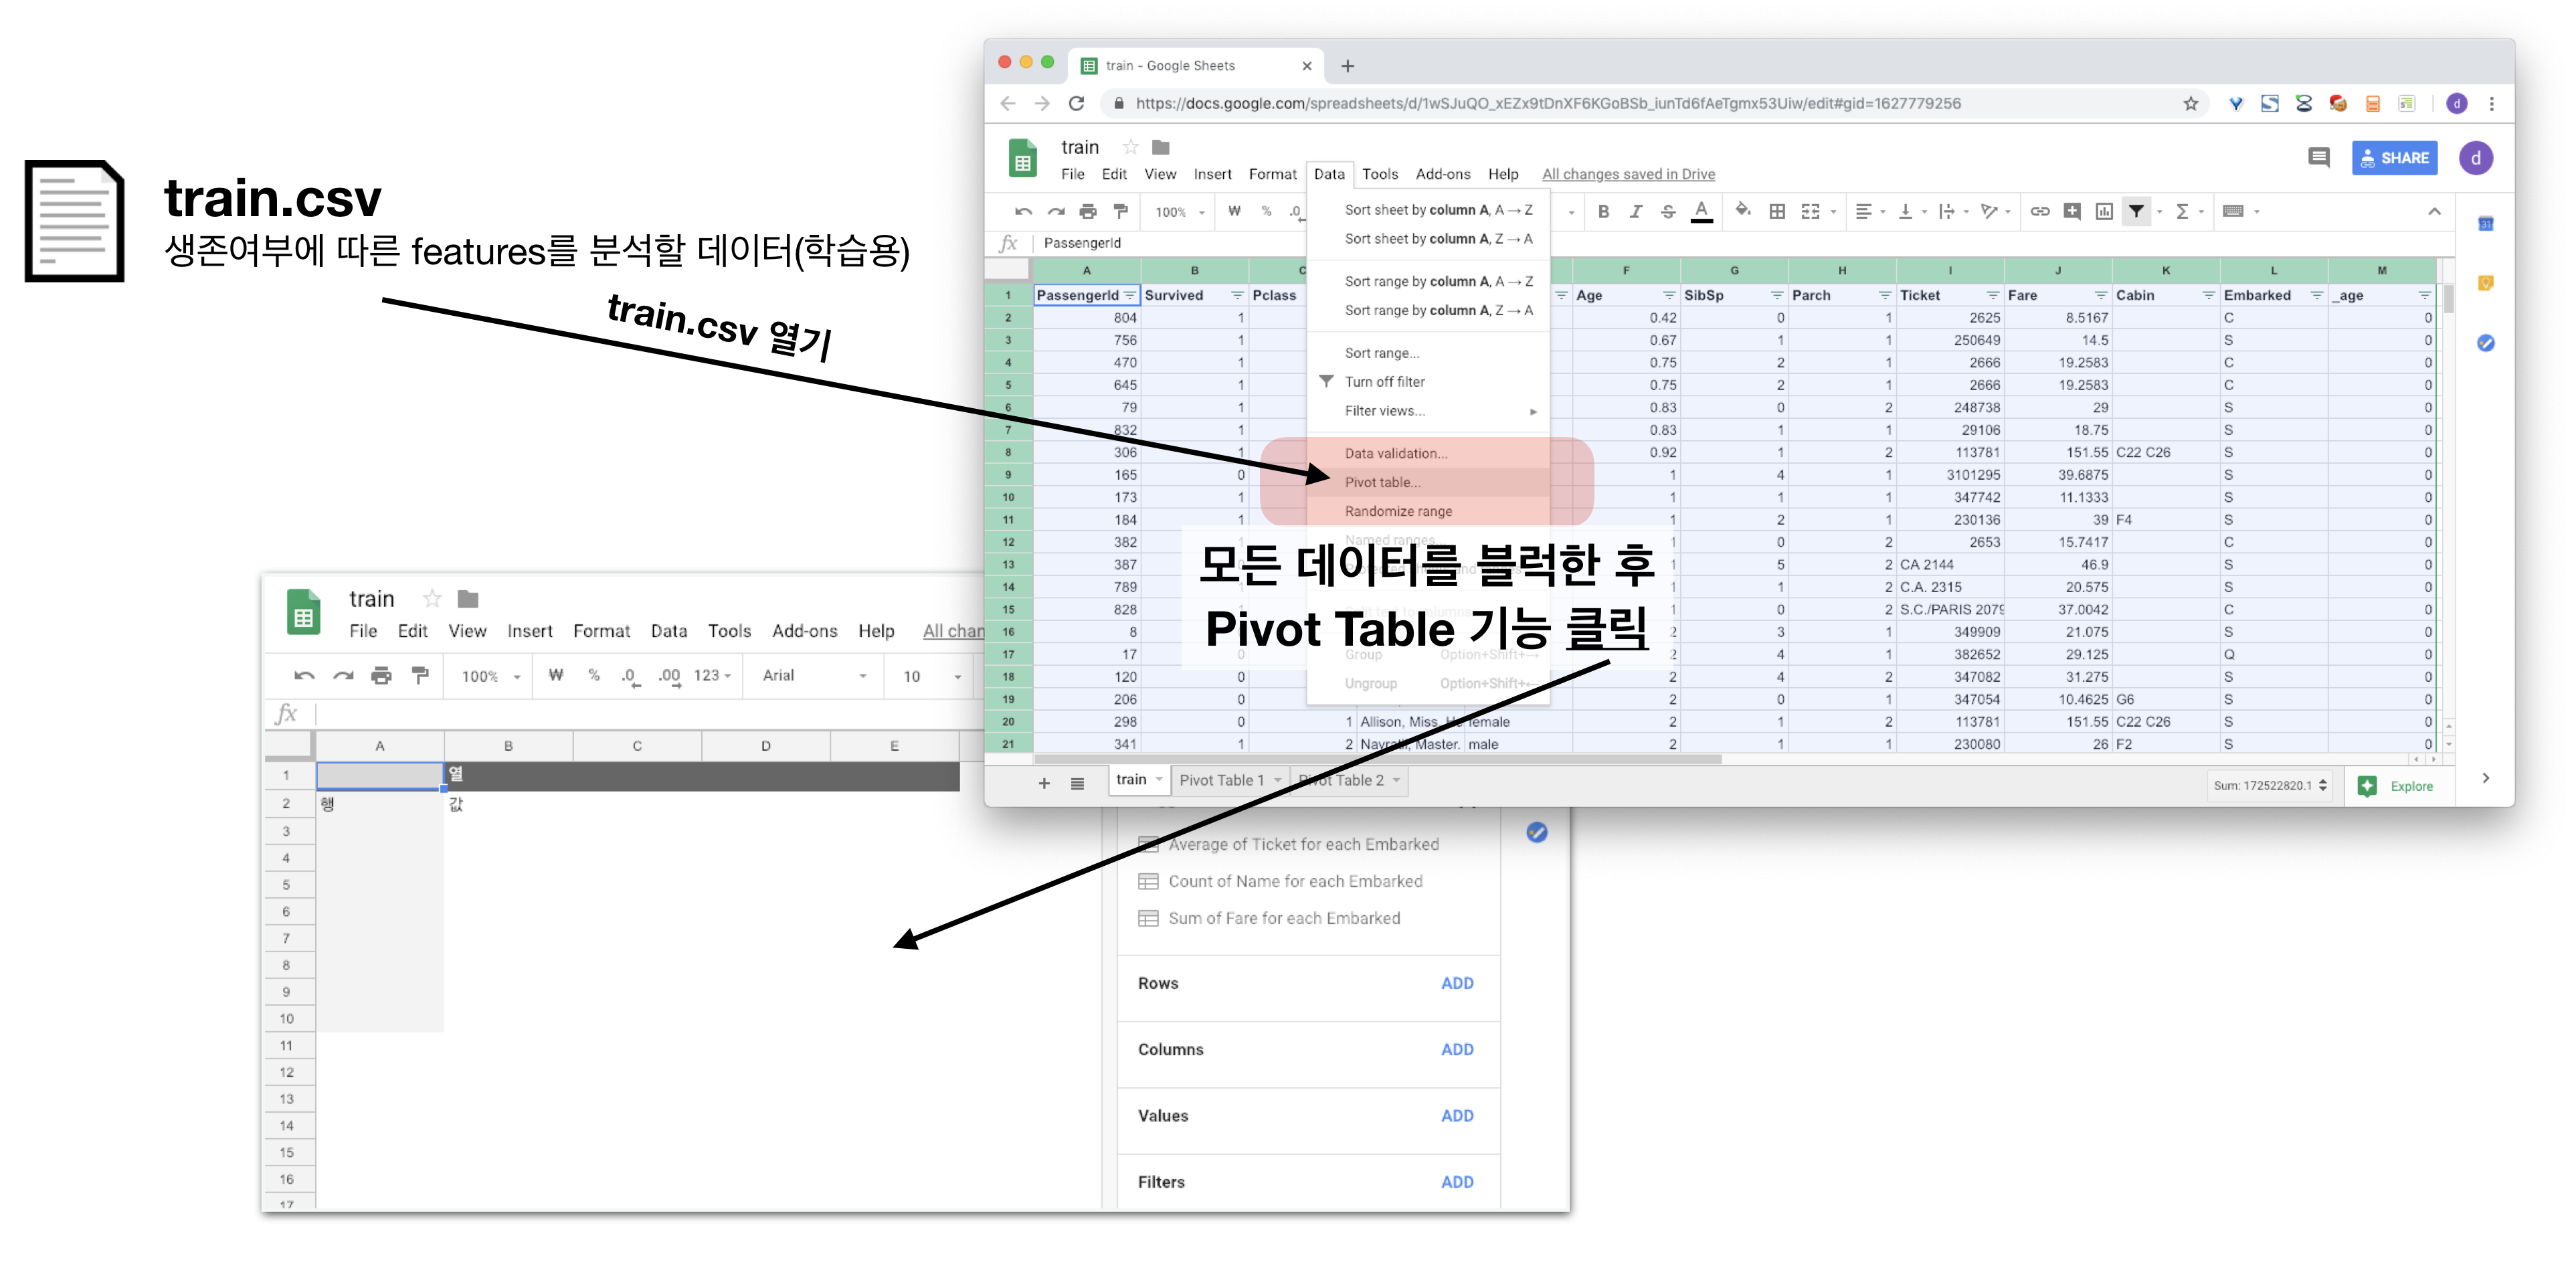 train.csv
생존여부에 따른 features를 분석할 데이터(학습용)
train.csv 열기
train - Google Sheets
https://docs.google.com/spreadsheets/d/1wSJuQO_xEZx9tDnXF6KGoBSb_iunTd6fAeTgmx53Uiw/edit#gid=1627779256
train
File Edit View Insert Format Data Tools Add-ons Help All changes saved in Drive
SHARE
d
100% ₩ % .0 B I S A Σ
fx PassengerId
A B C F G H I J K L M
1 PassengerId Survived Pclass Age SibSp Parch Ticket Fare Cabin Embarked _age
2 804 1 0.42 0 1 2625 8.5167 C 0
3 756 1 0.67 1 1 250649 14.5 S 0
4 470 1 0.75 2 1 2666 19.2583 C 0
5 645 1 0.75 2 1 2666 19.2583 C 0
6 79 1 0.83 0 2 248738 29 S 0
7 832 1 0.83 1 1 29106 18.75 S 0
8 306 1 0.92 1 2 113781 151.55 C22 C26 S 0
9 165 0 1 4 1 3101295 39.6875 S 0
10 173 1 1 1 1 347742 11.1333 S 0
11 184 1 1 2 1 230136 39 F4 S 0
12 382 1 1 0 2 2653 15.7417 C 0
13 387 1 5 2 CA 2144 46.9 S 0
14 789 1 1 2 C.A. 2315 20.575 S 0
15 828 0 2 S.C./PARIS 2079 37.0042 C 0
16 8 2 3 1 349909 21.075 S 0
17 17 0 2 4 1 382652 29.125 Q 0
18 120 0 2 4 2 347082 31.275 S 0
19 206 0 2 0 1 347054 10.4625 G6 S 0
20 298 0 1 Allison, Miss. He female 2 1 2 113781 151.55 C22 C26 S 0
21 341 1 2 Navratil, Master. male 2 1 1 230080 26 F2 S 0
Sort sheet by column A, A → Z
Sort sheet by column A, Z → A
Sort range by column A, A → Z
Sort range by column A, Z → A
Sort range...
Turn off filter
Filter views...
Data validation...
Pivot table...
Randomize range
Named ranges...
Group Option+Shift+→
Ungroup Option+Shift+←
모든 데이터를 블럭한 후
Pivot Table 기능 클릭
train Pivot Table 1 Pivot Table 2
Sum: 172522820.1
Explore
train
File Edit View Insert Format Data Tools Add-ons Help All chan
100% ₩ % .0 .00 123 Arial 10
fx
A B C D E
1 열
2 행 값
3
4
5
6
7
8
9
10
11
12
13
14
15
16
17
Average of Ticket for each Embarked
Count of Name for each Embarked
Sum of Fare for each Embarked
Rows ADD
Columns ADD
Values ADD
Filters ADD